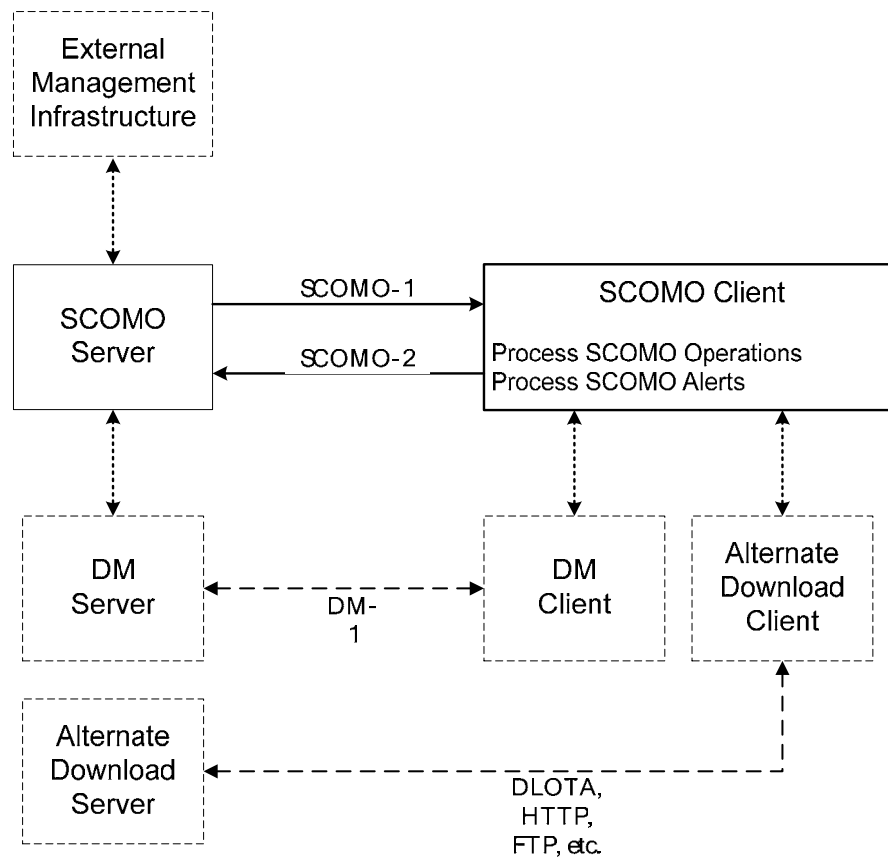 External
Management
Infrastructure
SCOMO
Server
SCOMO-1
SCOMO-2
SCOMO Client
Process SCOMO Operations
Process SCOMO Alerts
DM
Server
DM-
1
DM
Client
Alternate
Download
Client
Alternate
Download
Server
DLOTA,
HTTP,
FTP, etc.